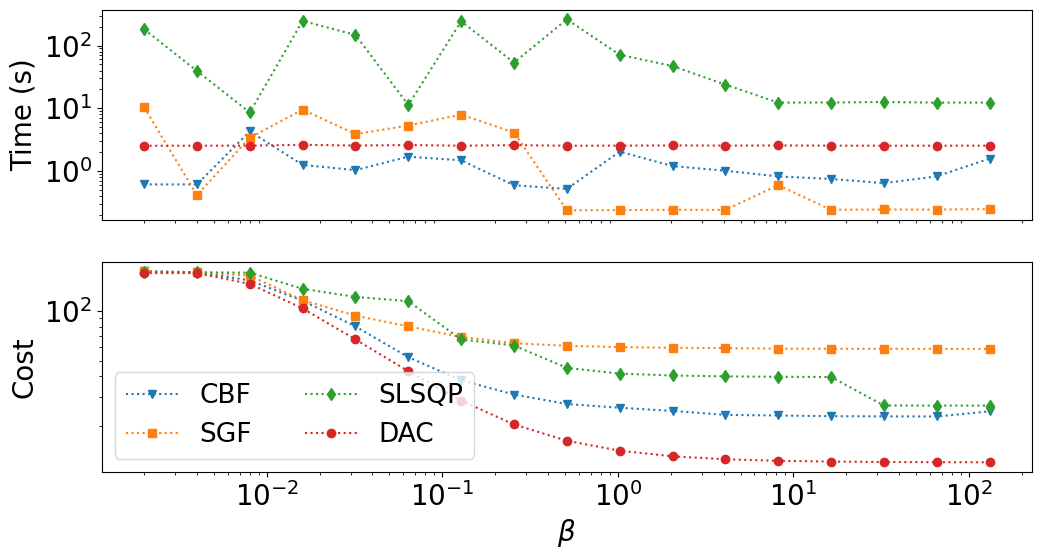 Time (s)
10²
10¹
10⁰
Cost
10²
CBF SLSQP
SGF DAC
10⁻² 10⁻¹ 10⁰ 10¹ 10²
β